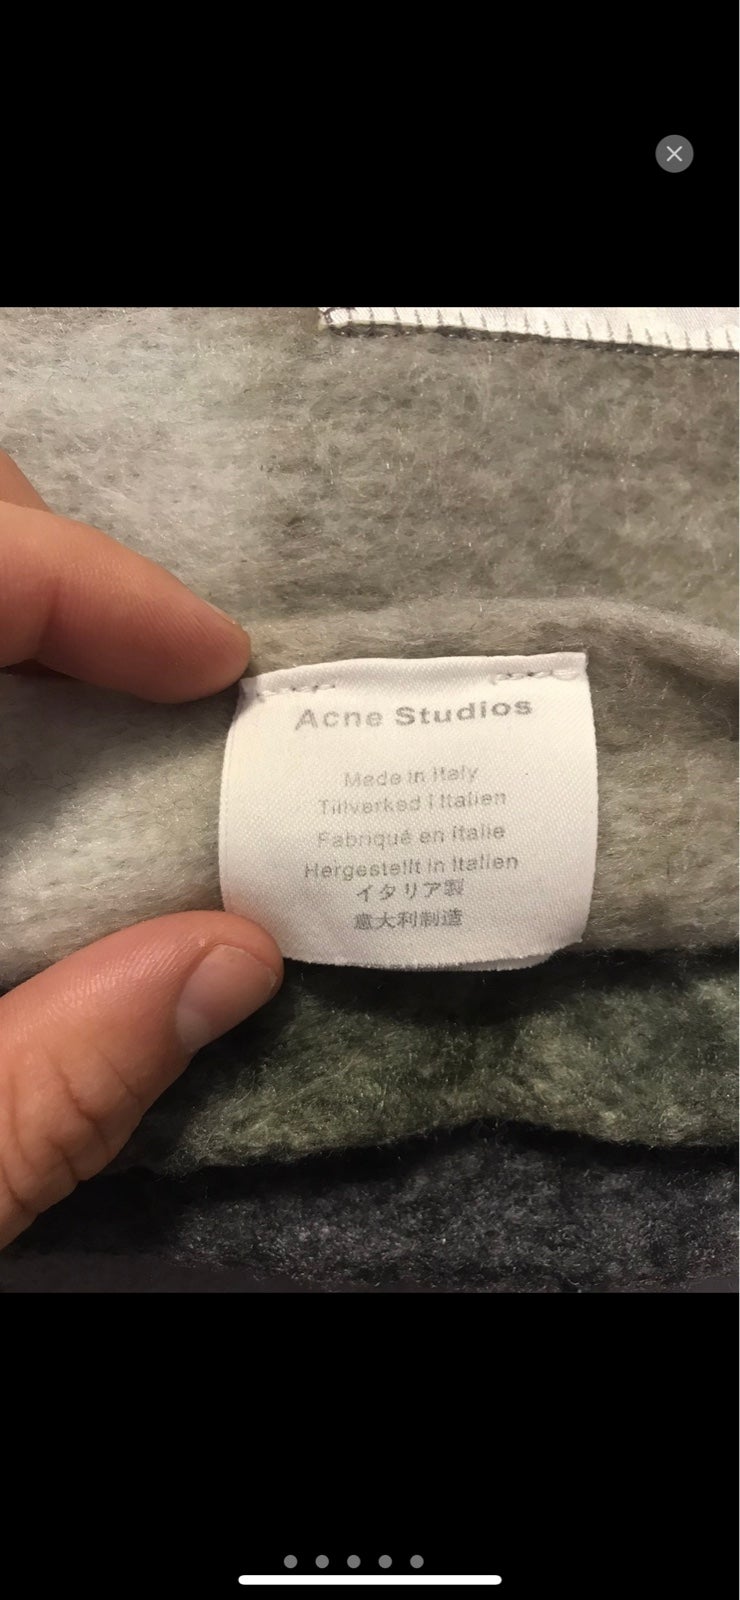 Acne Studios
Made in Italy
Tillverked i Italien
Fabriqué en Italie
Hergestellt in Italien
イタリア製
意大利制造